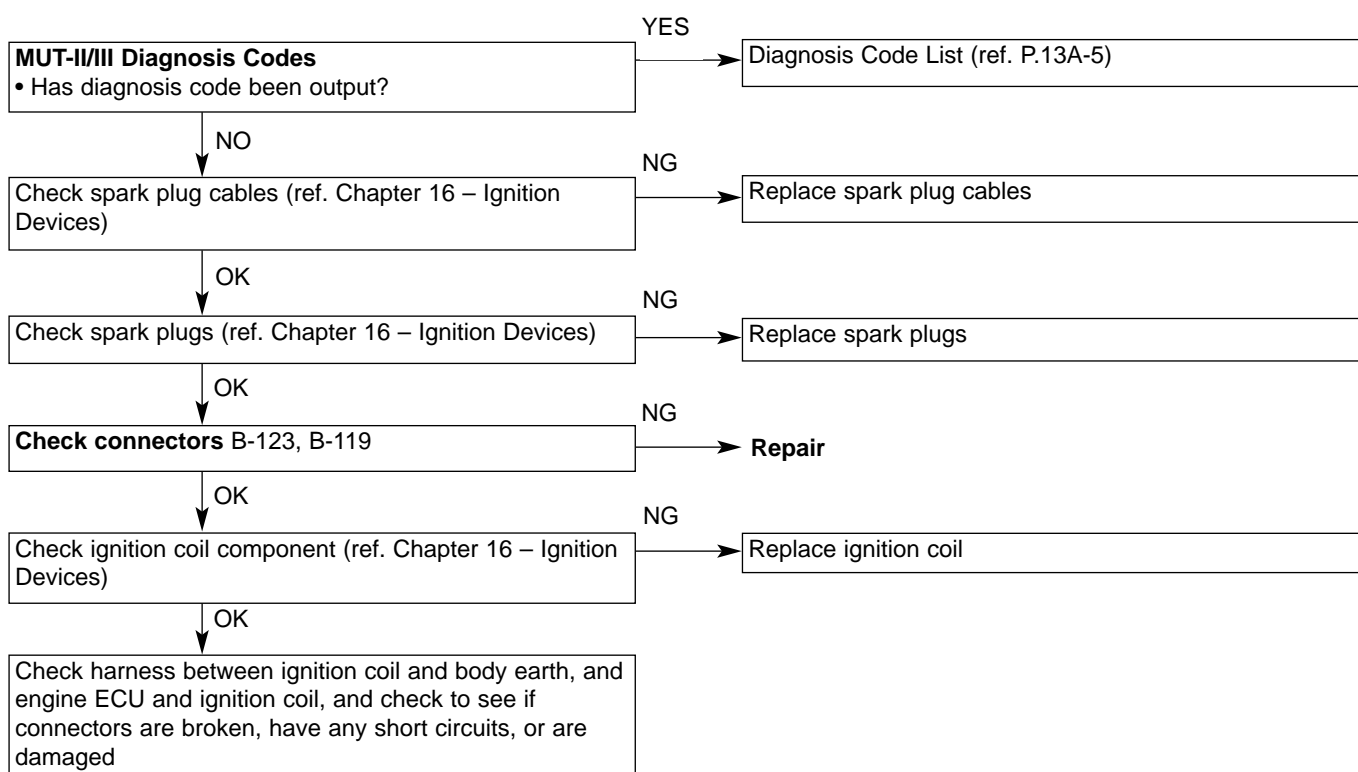 YES
MUT-II/III Diagnosis Codes
• Has diagnosis code been output?
Diagnosis Code List (ref. P.13A-5)
NO
NG
Check spark plug cables (ref. Chapter 16 – Ignition
Devices)
Replace spark plug cables
OK
NG
Check spark plugs (ref. Chapter 16 – Ignition Devices)
Replace spark plugs
OK
NG
Check connectors B-123, B-119
Repair
OK
NG
Check ignition coil component (ref. Chapter 16 – Ignition
Devices)
Replace ignition coil
OK
Check harness between ignition coil and body earth, and
engine ECU and ignition coil, and check to see if
connectors are broken, have any short circuits, or are
damaged